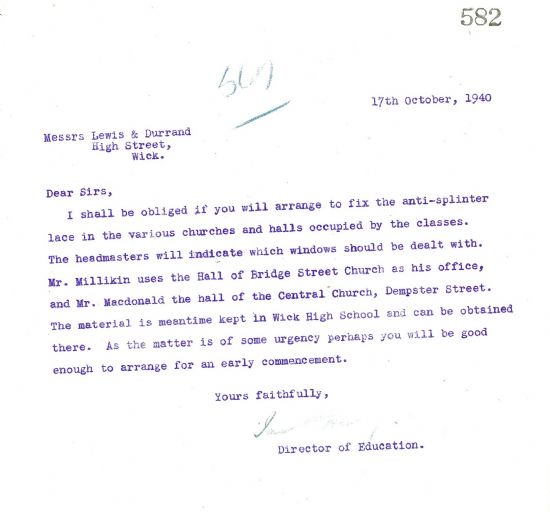 582
17th October, 1940
Messrs Lewis & Durrand
High Street,
Wick.
Dear Sirs,
I shall be obliged if you will arrange to fix the anti-splinter
lace in the various churches and halls occupied by the classes.
The headmasters will indicate which windows should be dealt with.
Mr. Millikin uses the Hall of Bridge Street Church as his office,
and Mr. Macdonald the hall of the Central Church, Dempster Street.
The material is meantime kept in Wick High School and can be obtained
there. As the matter is of some urgency perhaps you will be good
enough to arrange for an early commencement.
Yours faithfully,
Director of Education.